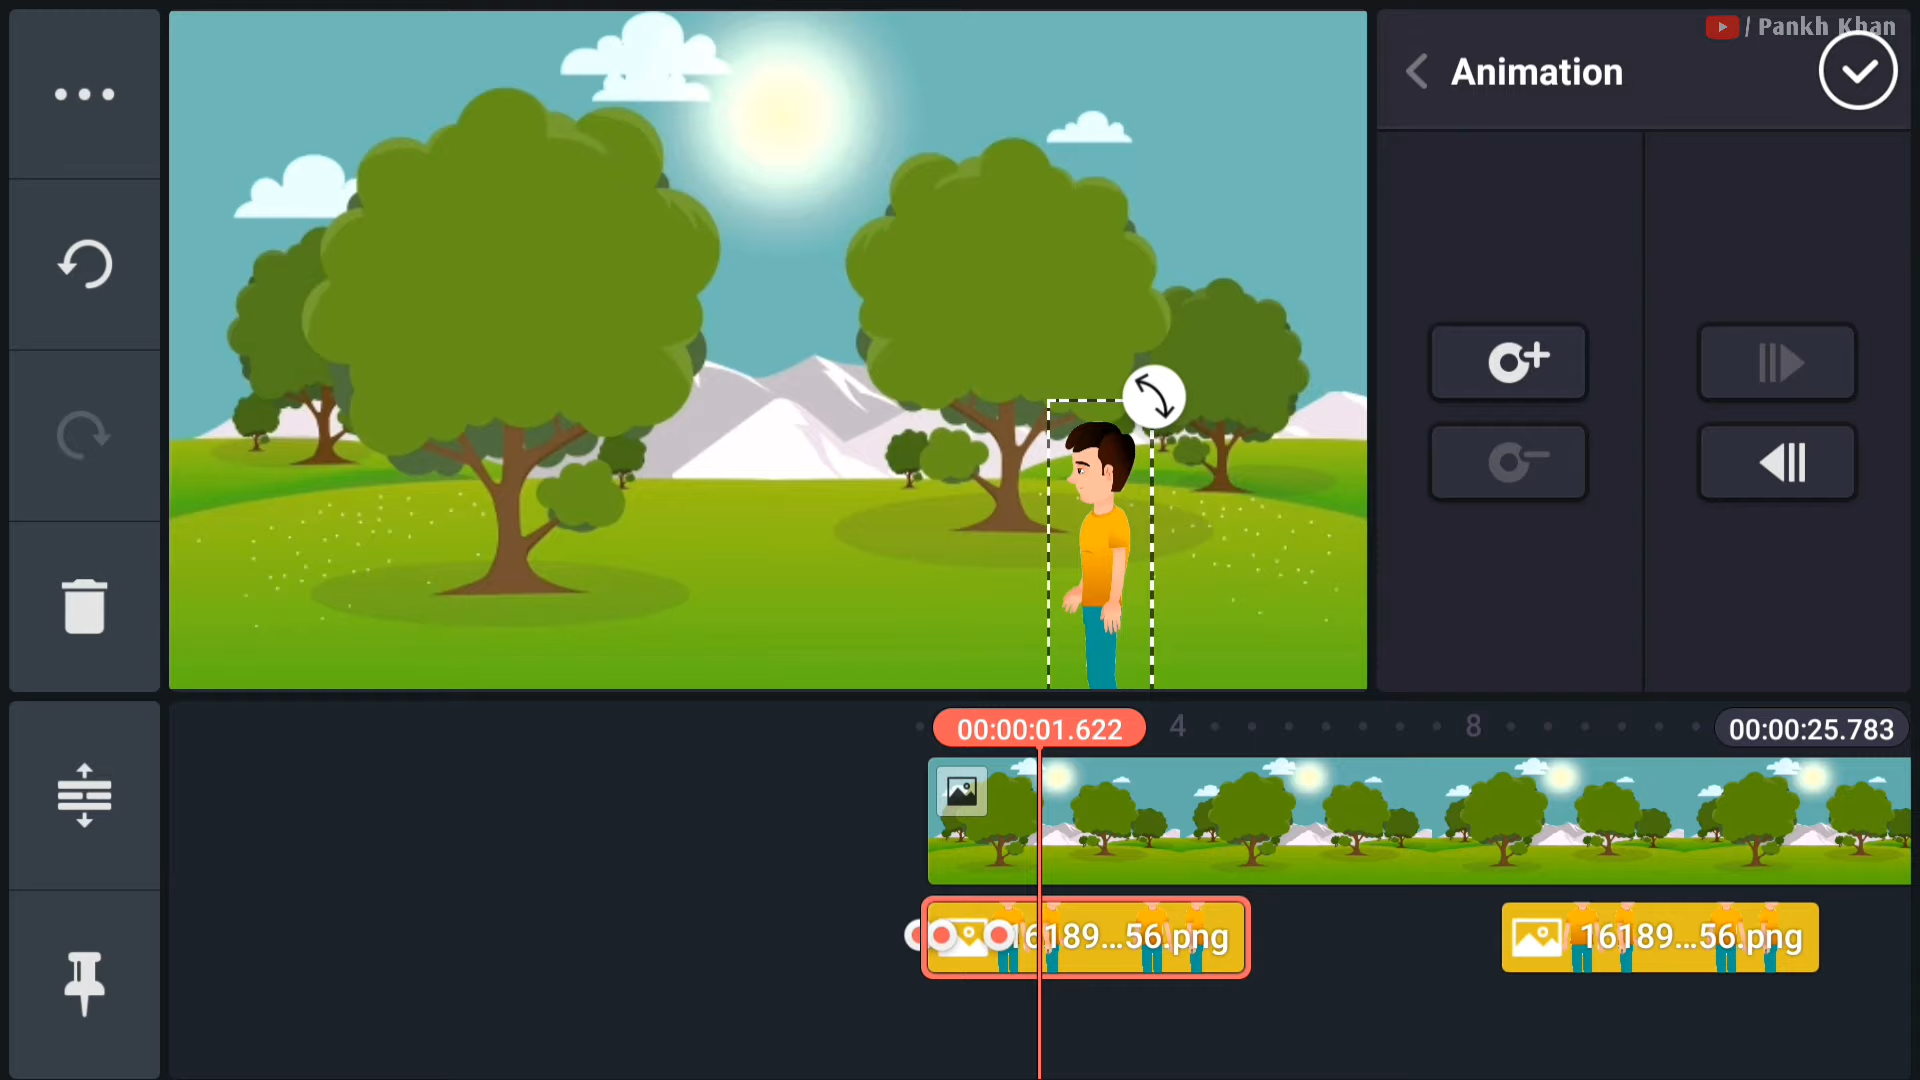 / Pankh Khan
Animation
00:00:01.622
4
8
00:00:25.783
16189...56.png
16189...56.png